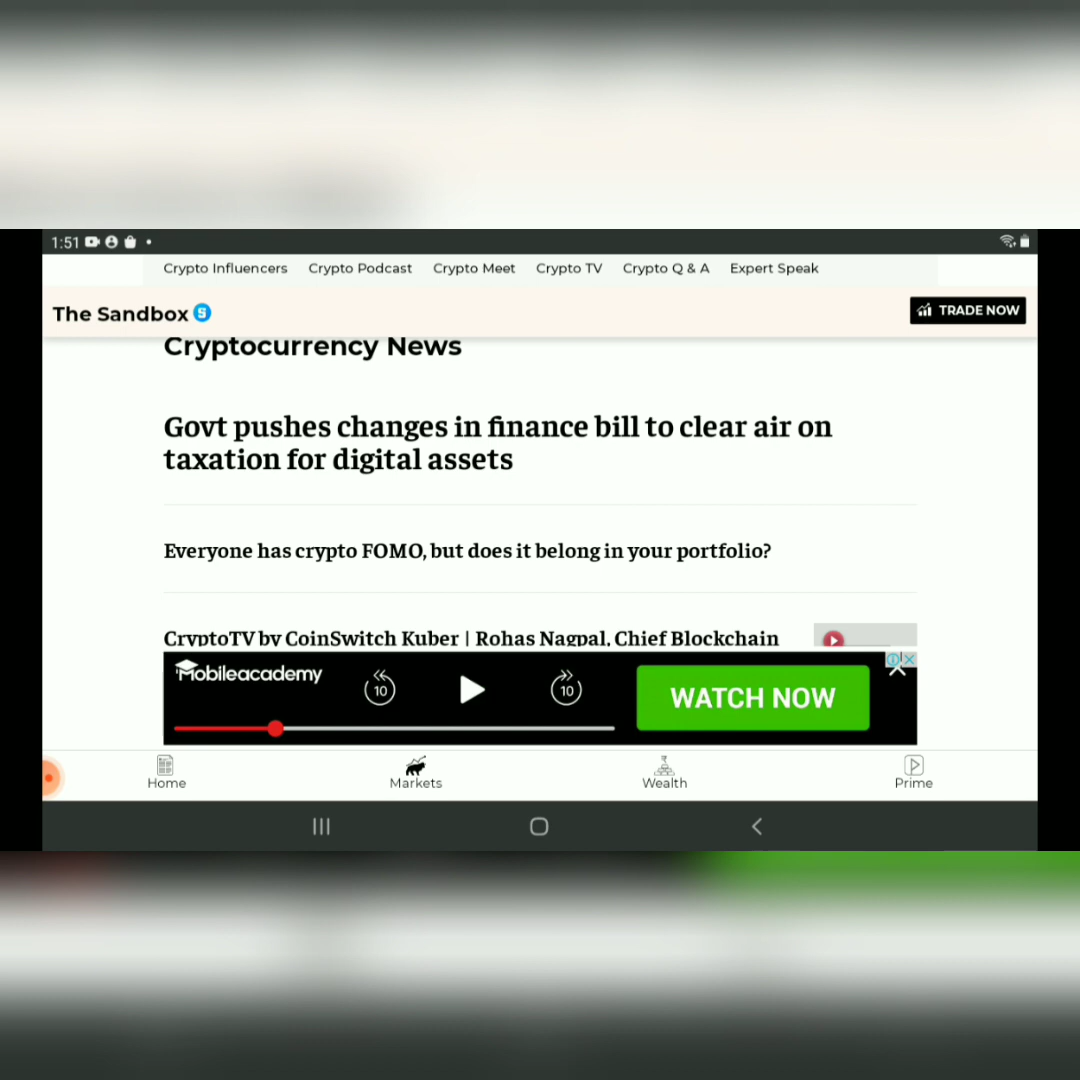 1:51
Crypto Influencers Crypto Podcast Crypto Meet Crypto TV Crypto Q & A Expert Speak
The Sandbox S TRADE NOW
Cryptocurrency News
Govt pushes changes in finance bill to clear air on
taxation for digital assets
Everyone has crypto FOMO, but does it belong in your portfolio?
CryptoTV by CoinSwitch Kuber | Rohas Nagpal, Chief Blockchain
Mobileacademy
10 10
WATCH NOW
Home Markets Wealth Prime